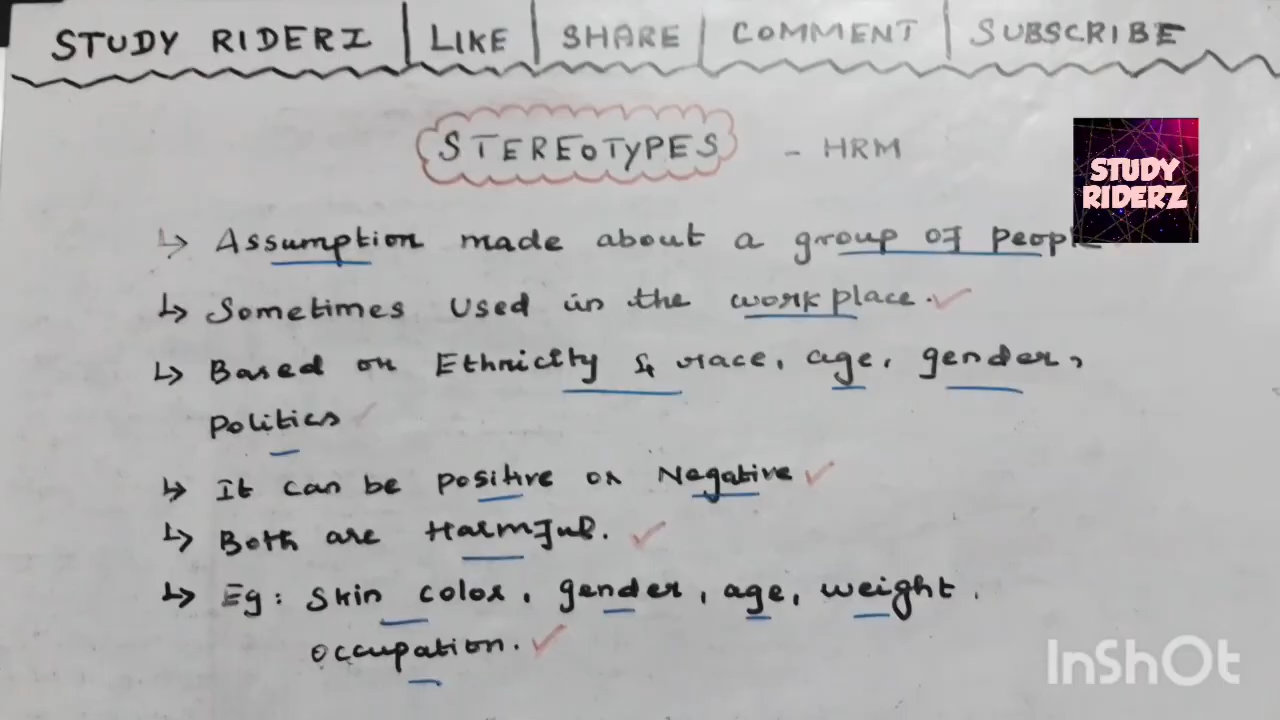 STUDY RIDERZ | LIKE | SHARE | COMMENT | SUBSCRIBE
STEREOTYPES - HRM
STUDY
RIDERZ
↳ Assumption made about a group of people
↳ Sometimes used in the workplace. ✓
↳ Based on Ethnicity & race, age, gender,
politics ✓
↳ It can be positive or Negative ✓
↳ Both are Harmful. ✓
↳ Eg: Skin color, gender, age, weight,
occupation. ✓
InShOt